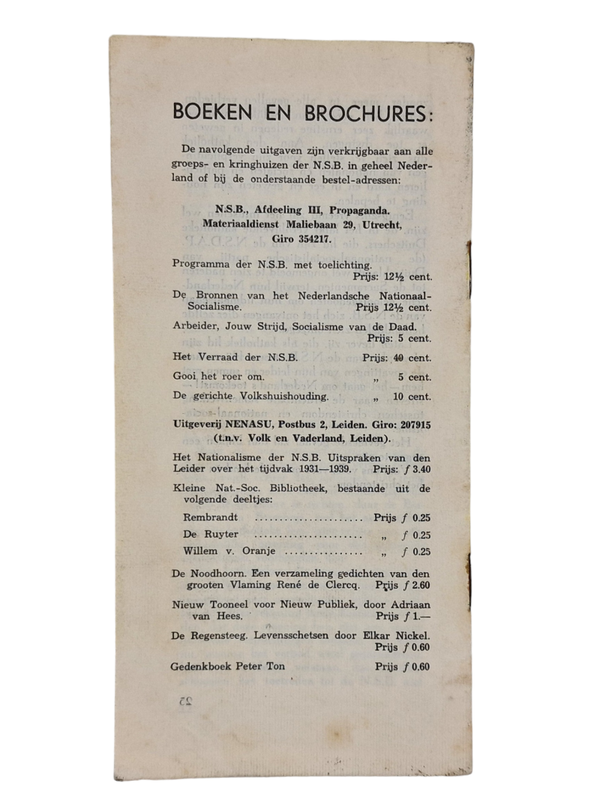 BOEKEN EN BROCHURES:
De navolgende uitgaven zijn verkrijgbaar aan alle
groeps- en kringhuizen der N.S.B. in geheel Neder-
land of bij de onderstaande bestel-adressen:
N.S.B., Afdeeling III, Propaganda.
Materiaaldienst Maliebaan 29, Utrecht,
Giro 354217.
Programma der N.S.B. met toelichting.
Prijs: 12½ cent.
De Bronnen van het Nederlandsche Nationaal-
Socialisme. Prijs 12½ cent.
Arbeider, Jouw Strijd, Socialisme van de Daad.
Prijs: 5 cent.
Het Verraad der N.S.B. Prijs: 40 cent.
Gooi het roer om. „ 5 cent.
De gerichte Volkshuishouding. „ 10 cent.
Uitgeverij NENASU, Postbus 2, Leiden. Giro: 207915
(t.n.v. Volk en Vaderland, Leiden).
Het Nationalisme der N.S.B. Uitspraken van den
Leider over het tijdvak 1931—1939. Prijs: ƒ 3.40
Kleine Nat.-Soc. Bibliotheek, bestaande uit de
volgende deeltjes:
Rembrandt ...................... Prijs ƒ 0.25
De Ruyter ...................... „ ƒ 0.25
Willem v. Oranje ................ „ ƒ 0.25
De Noodhoorn. Een verzameling gedichten van den
grooten Vlaming René de Clercq. Prijs ƒ 2.60
Nieuw Tooneel voor Nieuw Publiek, door Adriaan
van Hees. Prijs ƒ 1.—
De Regensteeg. Levensschetsen door Elkar Nickel.
Prijs ƒ 0.60
Gedenkboek Peter Ton Prijs ƒ 0.60